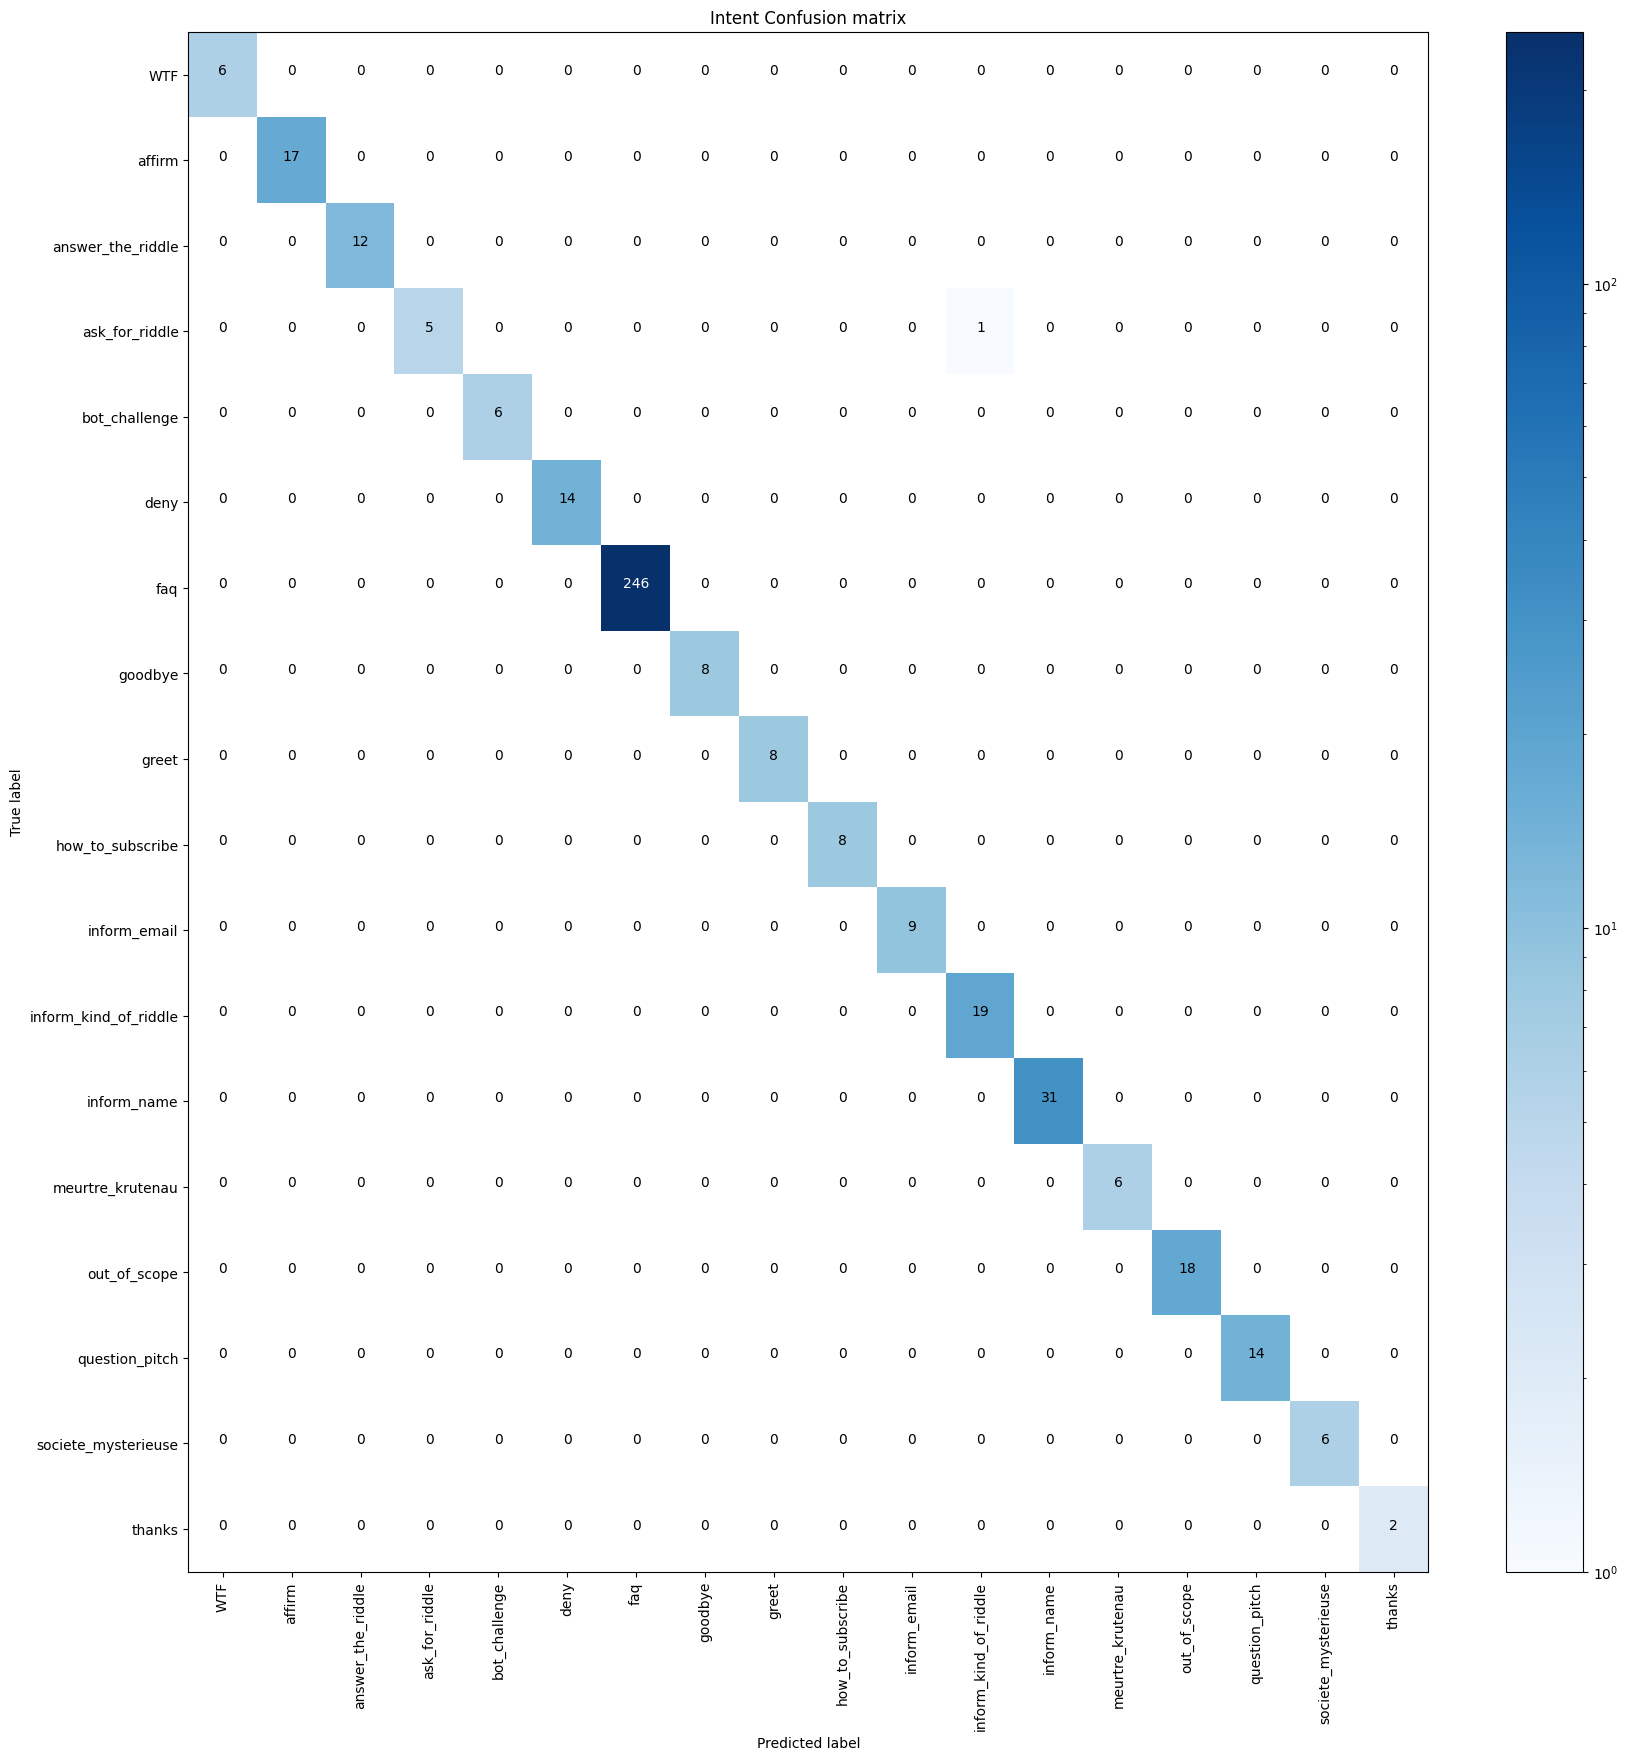 Intent Confusion matrix
WTF 6 0 0 0 0 0 0 0 0 0 0 0 0 0 0 0 0 0
affirm 0 17 0 0 0 0 0 0 0 0 0 0 0 0 0 0 0 0
answer_the_riddle 0 0 12 0 0 0 0 0 0 0 0 0 0 0 0 0 0 0
ask_for_riddle 0 0 0 5 0 0 0 0 0 0 0 1 0 0 0 0 0 0
bot_challenge 0 0 0 0 6 0 0 0 0 0 0 0 0 0 0 0 0 0
deny 0 0 0 0 0 14 0 0 0 0 0 0 0 0 0 0 0 0
faq 0 0 0 0 0 0 246 0 0 0 0 0 0 0 0 0 0 0
goodbye 0 0 0 0 0 0 0 8 0 0 0 0 0 0 0 0 0 0
greet 0 0 0 0 0 0 0 0 8 0 0 0 0 0 0 0 0 0
how_to_subscribe 0 0 0 0 0 0 0 0 0 8 0 0 0 0 0 0 0 0
inform_email 0 0 0 0 0 0 0 0 0 0 9 0 0 0 0 0 0 0
inform_kind_of_riddle 0 0 0 0 0 0 0 0 0 0 0 19 0 0 0 0 0 0
inform_name 0 0 0 0 0 0 0 0 0 0 0 0 31 0 0 0 0 0
meurtre_krutenau 0 0 0 0 0 0 0 0 0 0 0 0 0 6 0 0 0 0
out_of_scope 0 0 0 0 0 0 0 0 0 0 0 0 0 0 18 0 0 0
question_pitch 0 0 0 0 0 0 0 0 0 0 0 0 0 0 0 14 0 0
societe_mysterieuse 0 0 0 0 0 0 0 0 0 0 0 0 0 0 0 0 6 0
thanks 0 0 0 0 0 0 0 0 0 0 0 0 0 0 0 0 0 2
True label
WTF
affirm
answer_the_riddle
ask_for_riddle
bot_challenge
deny
faq
goodbye
greet
how_to_subscribe
inform_email
inform_kind_of_riddle
inform_name
meurtre_krutenau
out_of_scope
question_pitch
societe_mysterieuse
thanks
Predicted label
10²
10¹
10⁰